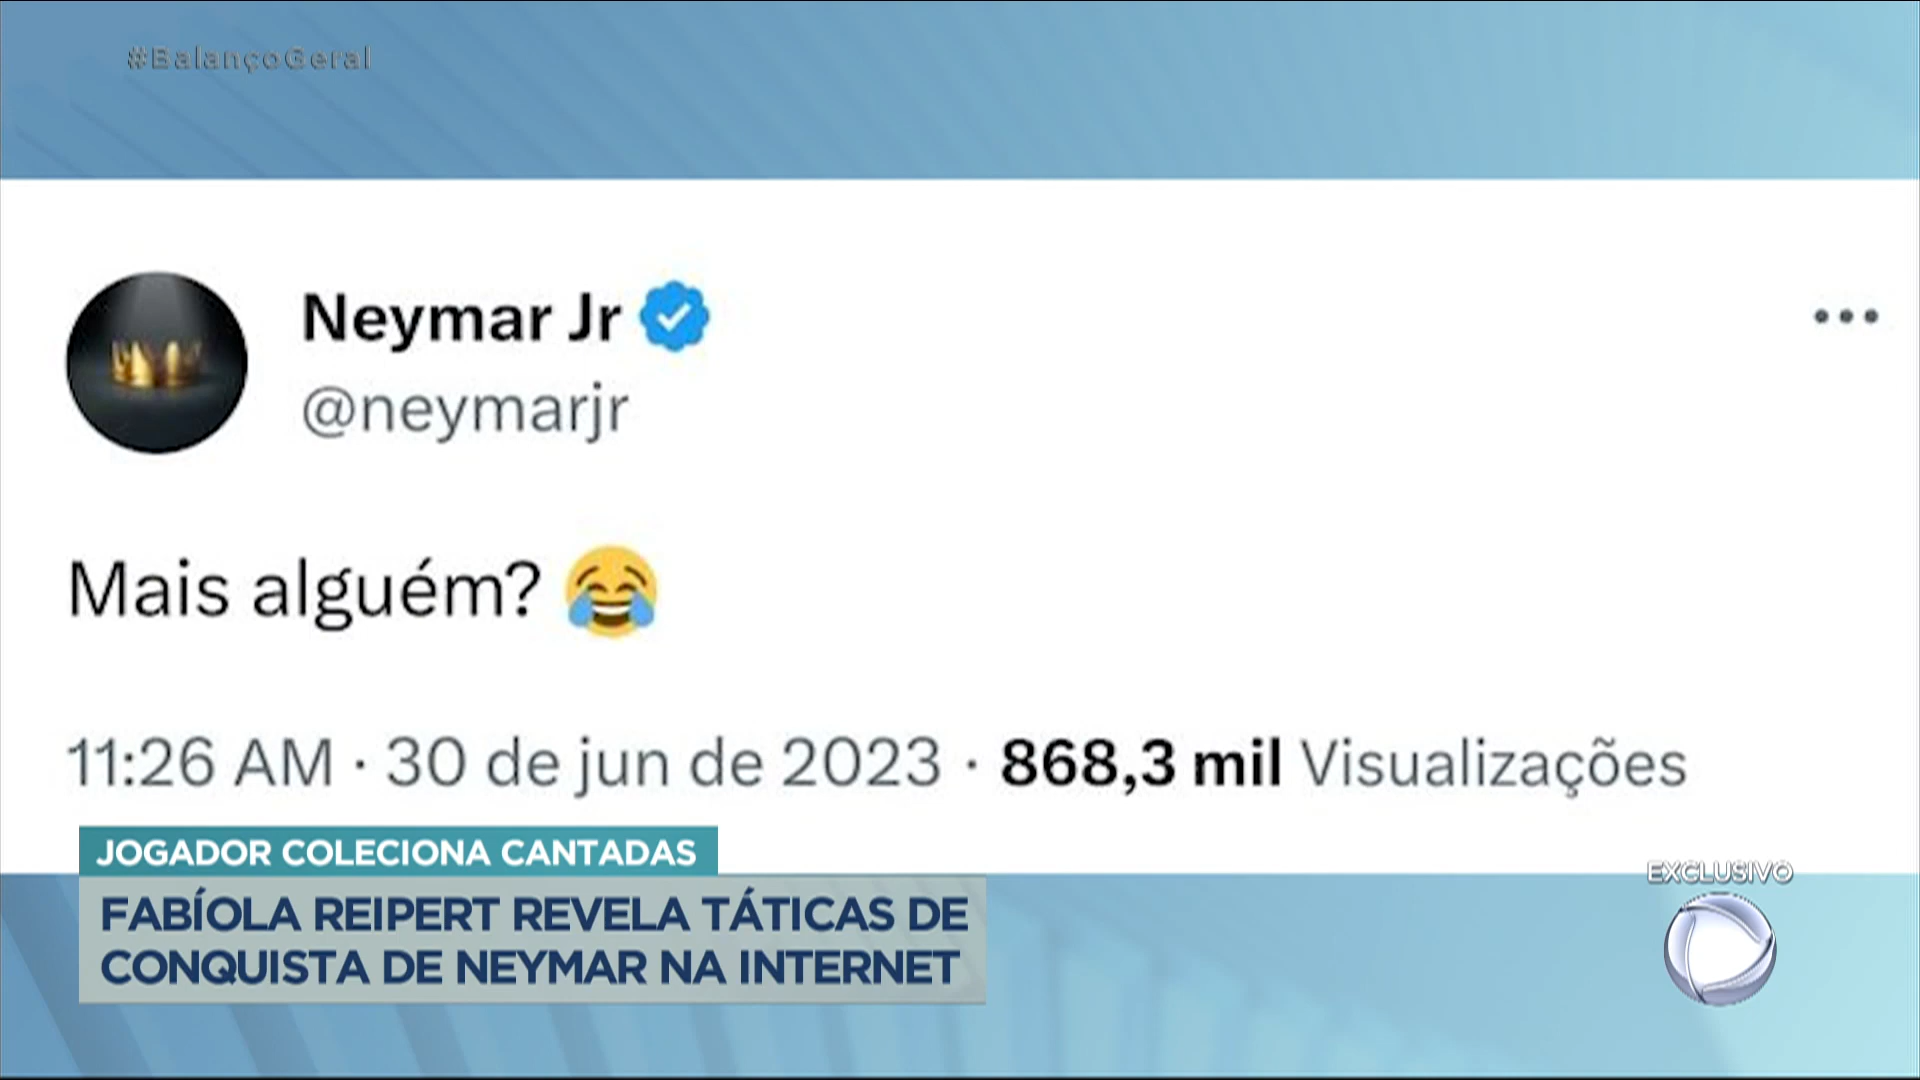 #BalançoGeral
Neymar Jr
@neymarjr
Mais alguém? 😂
11:26 AM · 30 de jun de 2023 · 868,3 mil Visualizações
JOGADOR COLECIONA CANTADAS
FABÍOLA REIPERT REVELA TÁTICAS DE
CONQUISTA DE NEYMAR NA INTERNET
EXCLUSIVO